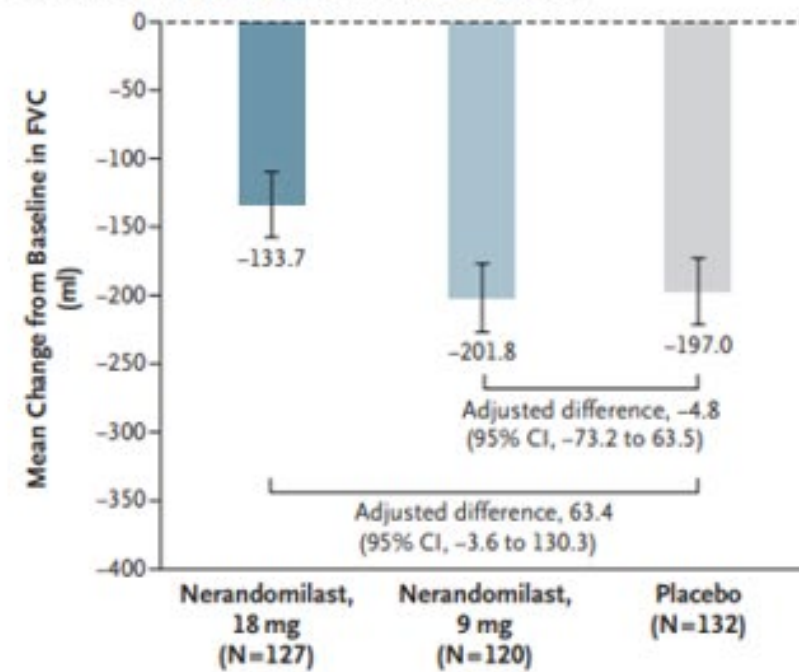 0
−50
−100
−150
−200
−250
−300
−350
−400
Mean Change from Baseline in FVC
(ml)
−133.7
−201.8
−197.0
Adjusted difference, −4.8
(95% CI, −73.2 to 63.5)
Adjusted difference, 63.4
(95% CI, −3.6 to 130.3)
Nerandomilast,
18 mg
(N=127)
Nerandomilast,
9 mg
(N=120)
Placebo
(N=132)